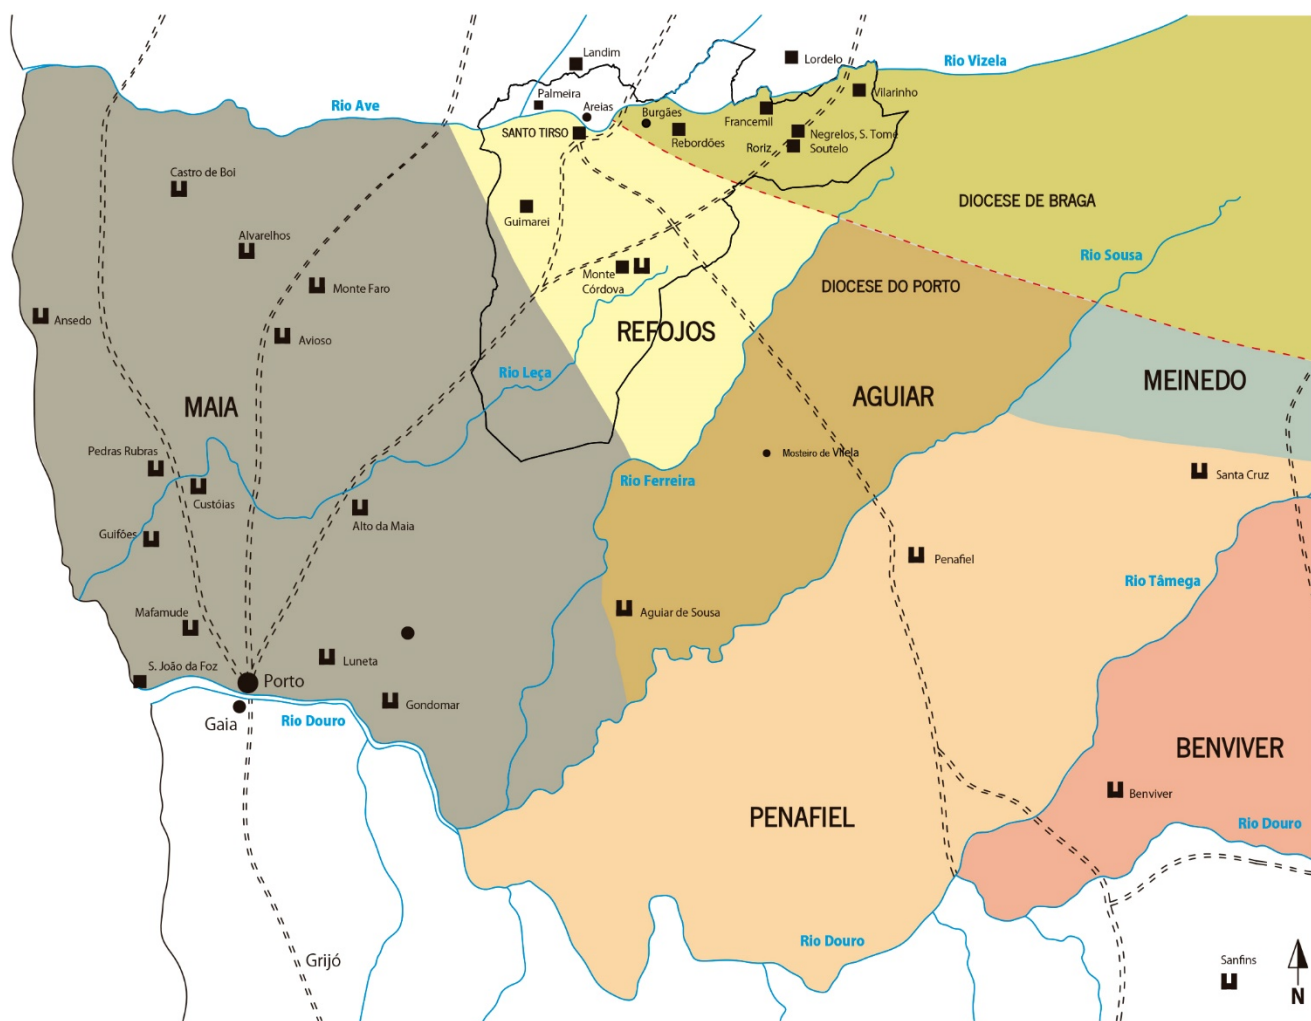 Landim
Lordelo
Rio Vizela
Palmeira
Vilarinho
Rio Ave
Areias
Burgães
Francemil
SANTO TIRSO
Rebordões
Negrelos, S. Tomé
Roriz
Soutelo
Castro de Boi
DIOCESE DE BRAGA
Guimarei
Alvarelhos
Rio Sousa
Monte
Córdova
Monte Faro
DIOCESE DO PORTO
Ansedo
Avioso
REFOJOS
Rio Leça
MEINEDO
AGUIAR
MAIA
Pedras Rubras
Mosteiro de Vilela
Rio Ferreira
Santa Cruz
Custóias
Alto da Maia
Guifões
Penafiel
Rio Tâmega
Mafamude
Aguiar de Sousa
S. João da Foz
Luneta
Porto
Gondomar
Gaia
Rio Douro
BENVIVER
Benviver
PENAFIEL
Rio Douro
Rio Douro
Grijó
Sanfins
N